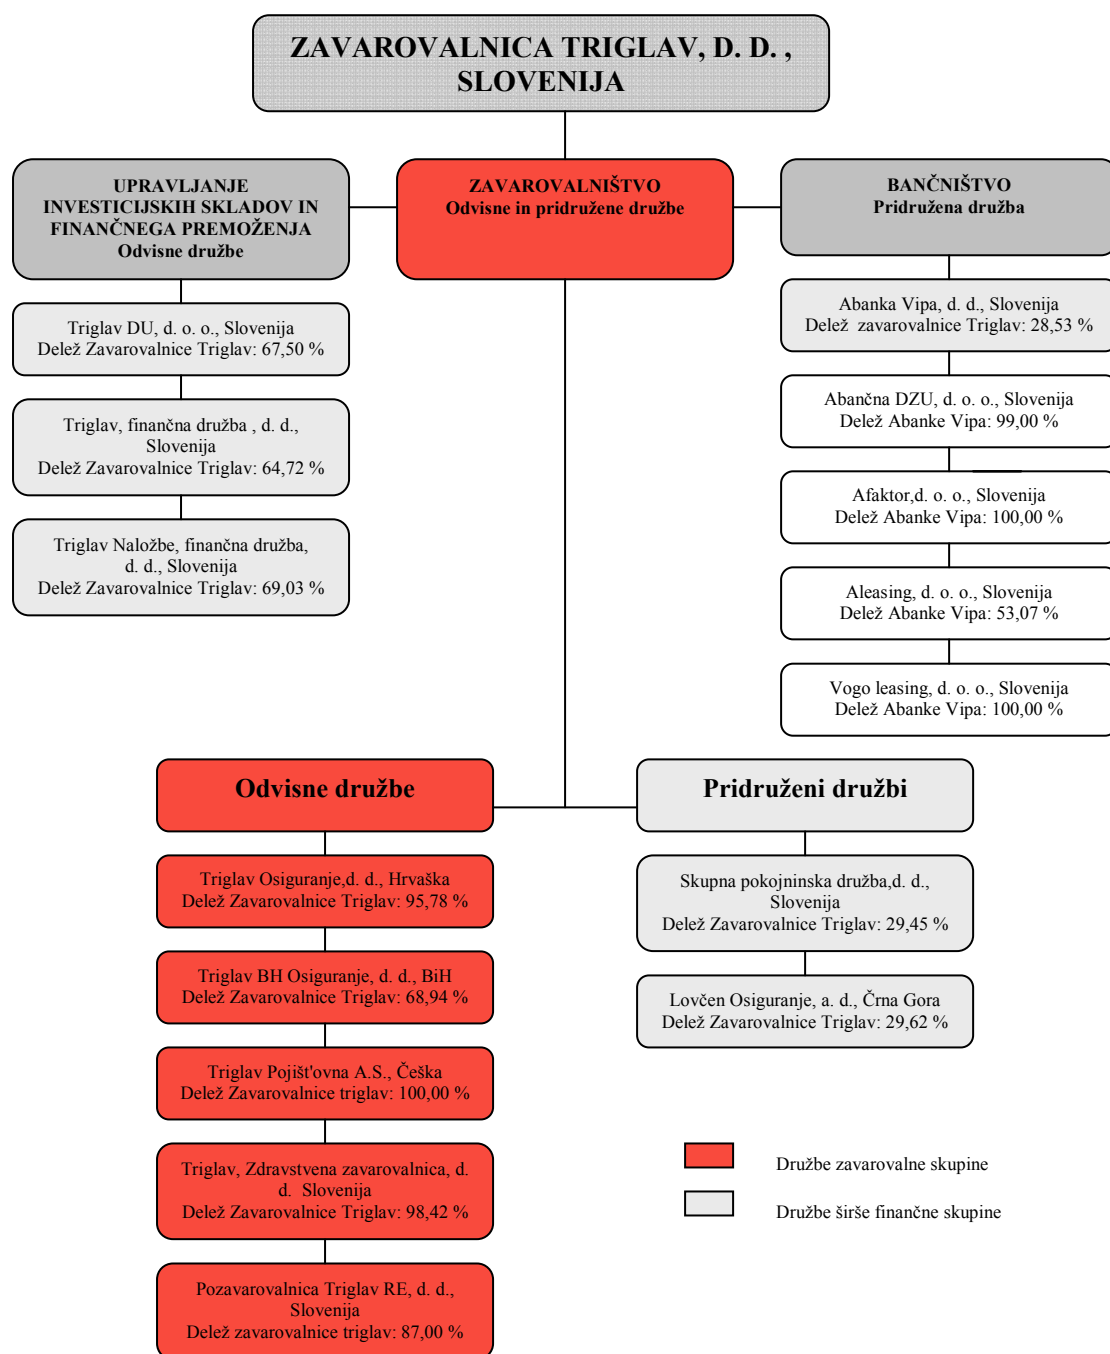 ZAVAROVALNICA TRIGLAV, D. D. ,
SLOVENIJA
UPRAVLJANJE
INVESTICIJSKIH SKLADOV IN
FINANČNEGA PREMOŽENJA
Odvisne družbe
ZAVAROVALNIŠTVO
Odvisne in pridružene družbe
BANČNIŠTVO
Pridružena družba
Triglav DU, d. o. o., Slovenija
Delež Zavarovalnice Triglav: 67,50 %
Triglav, finančna družba , d. d.,
Slovenija
Delež Zavarovalnice Triglav: 64,72 %
Triglav Naložbe, finančna družba,
d. d., Slovenija
Delež Zavarovalnice Triglav: 69,03 %
Abanka Vipa, d. d., Slovenija
Delež zavarovalnice Triglav: 28,53 %
Abančna DZU, d. o. o., Slovenija
Delež Abanke Vipa: 99,00 %
Afaktor,d. o. o., Slovenija
Delež Abanke Vipa: 100,00 %
Aleasing, d. o. o., Slovenija
Delež Abanke Vipa: 53,07 %
Vogo leasing, d. o. o., Slovenija
Delež Abanke Vipa: 100,00 %
Odvisne družbe
Triglav Osiguranje,d. d., Hrvaška
Delež Zavarovalnice Triglav: 95,78 %
Triglav BH Osiguranje, d. d., BiH
Delež Zavarovalnice Triglav: 68,94 %
Triglav Pojišt'ovna A.S., Češka
Delež Zavarovalnice triglav: 100,00 %
Triglav, Zdravstvena zavarovalnica, d.
d. Slovenija
Delež Zavarovalnice Triglav: 98,42 %
Pozavarovalnica Triglav RE, d. d.,
Slovenija
Delež zavarovalnice triglav: 87,00 %
Pridruženi družbi
Skupna pokojninska družba,d. d.,
Slovenija
Delež Zavarovalnice Triglav: 29,45 %
Lovčen Osiguranje, a. d., Črna Gora
Delež Zavarovalnice Triglav: 29,62 %
Družbe zavarovalne skupine
Družbe širše finančne skupine